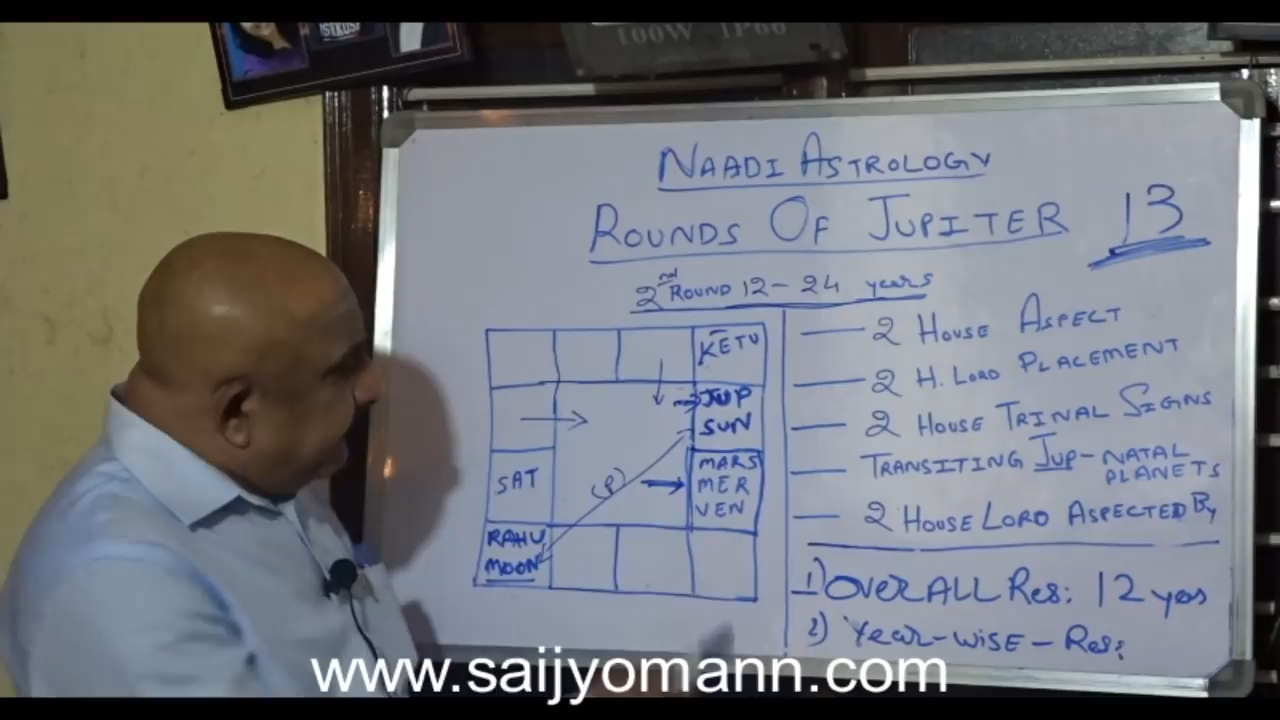 100W IP66
NAADI ASTROLOGY
ROUNDS OF JUPITER 13
2nd ROUND 12-24 years
KETU
JUP
SUN
SAT
MARS
MER
VEN
(P)
RAHU
MOON
— 2 HOUSE ASPECT
— 2 H. LORD PLACEMENT
— 2 HOUSE TRINAL SIGNS
— TRANSITING JUP-NATAL
PLANETS
— 2 HOUSE LORD ASPECTED BY
1) OVERALL Res: 12 yrs
2) Year-wise-Res:
www.saijyomann.com